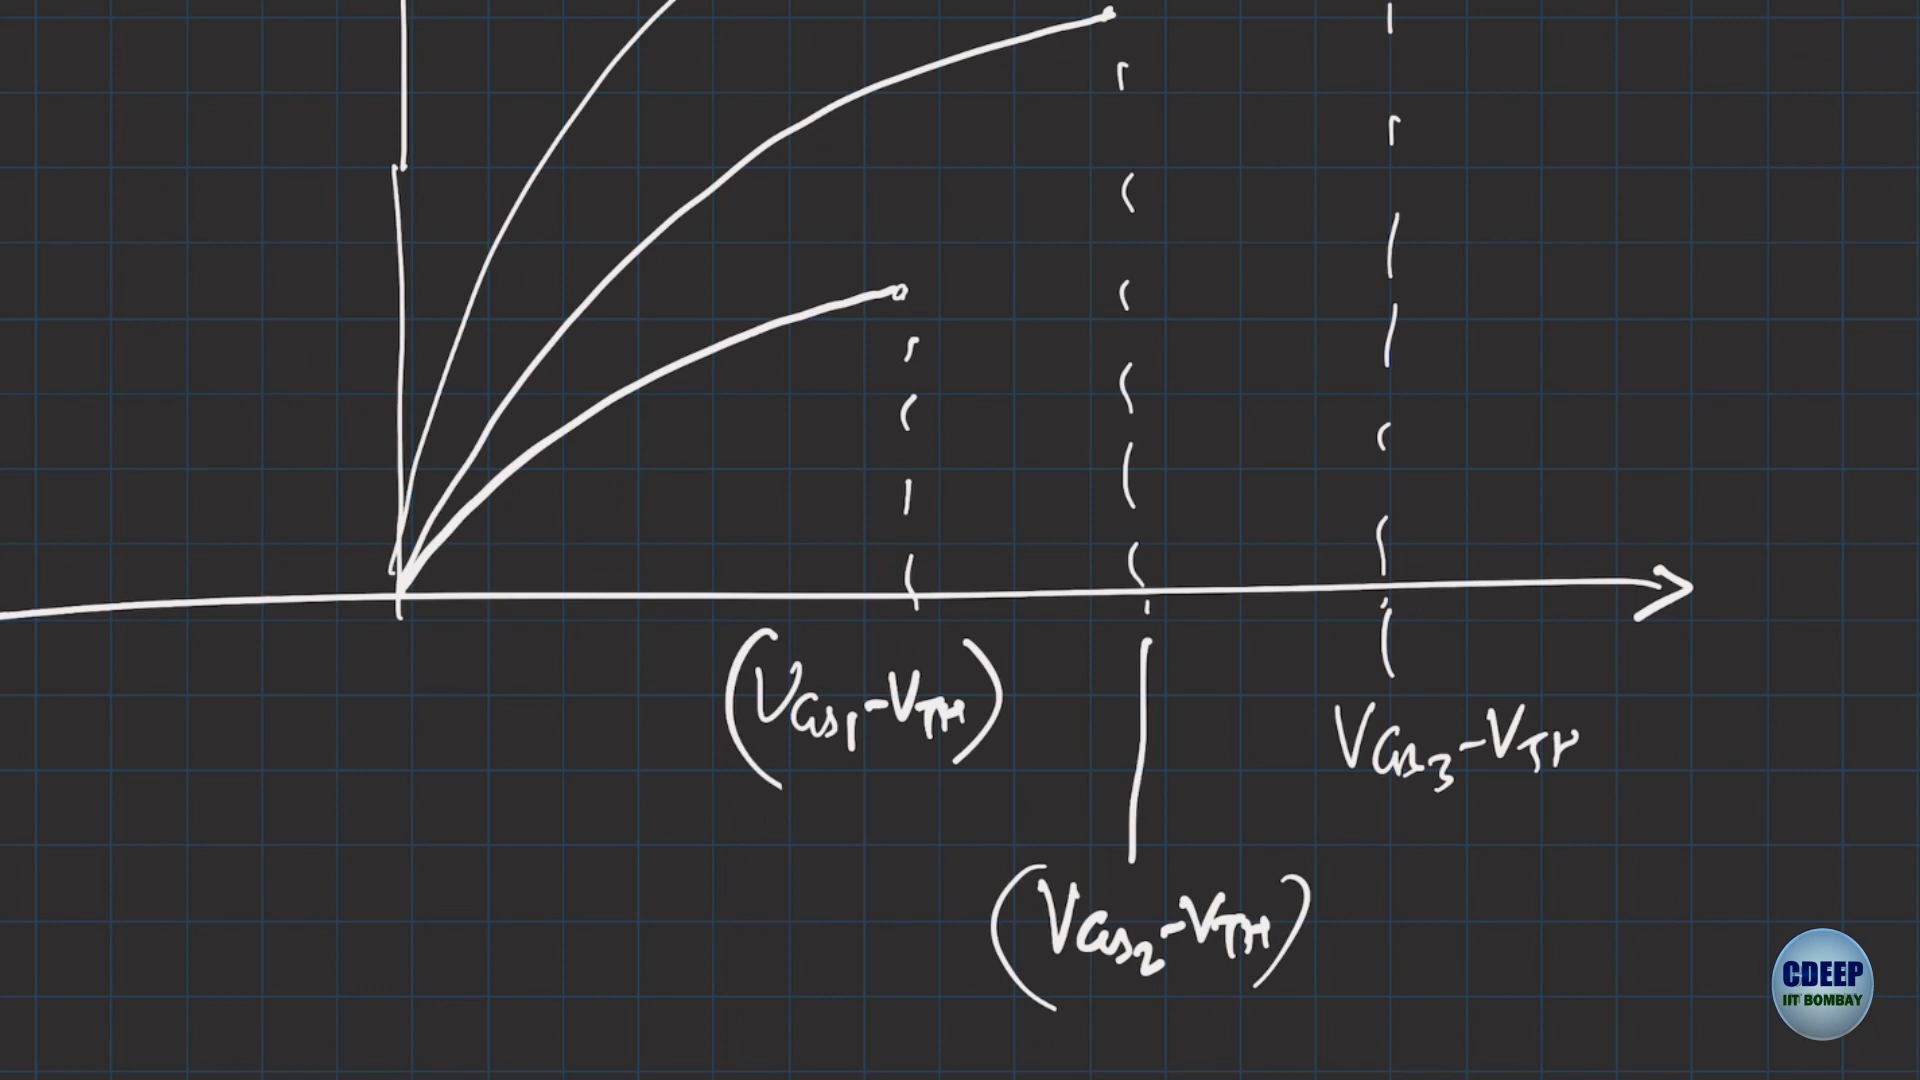 (VGS1-VTH)
VGS3-VTH
(VGS2-VTH)
CDEEP
IIT BOMBAY